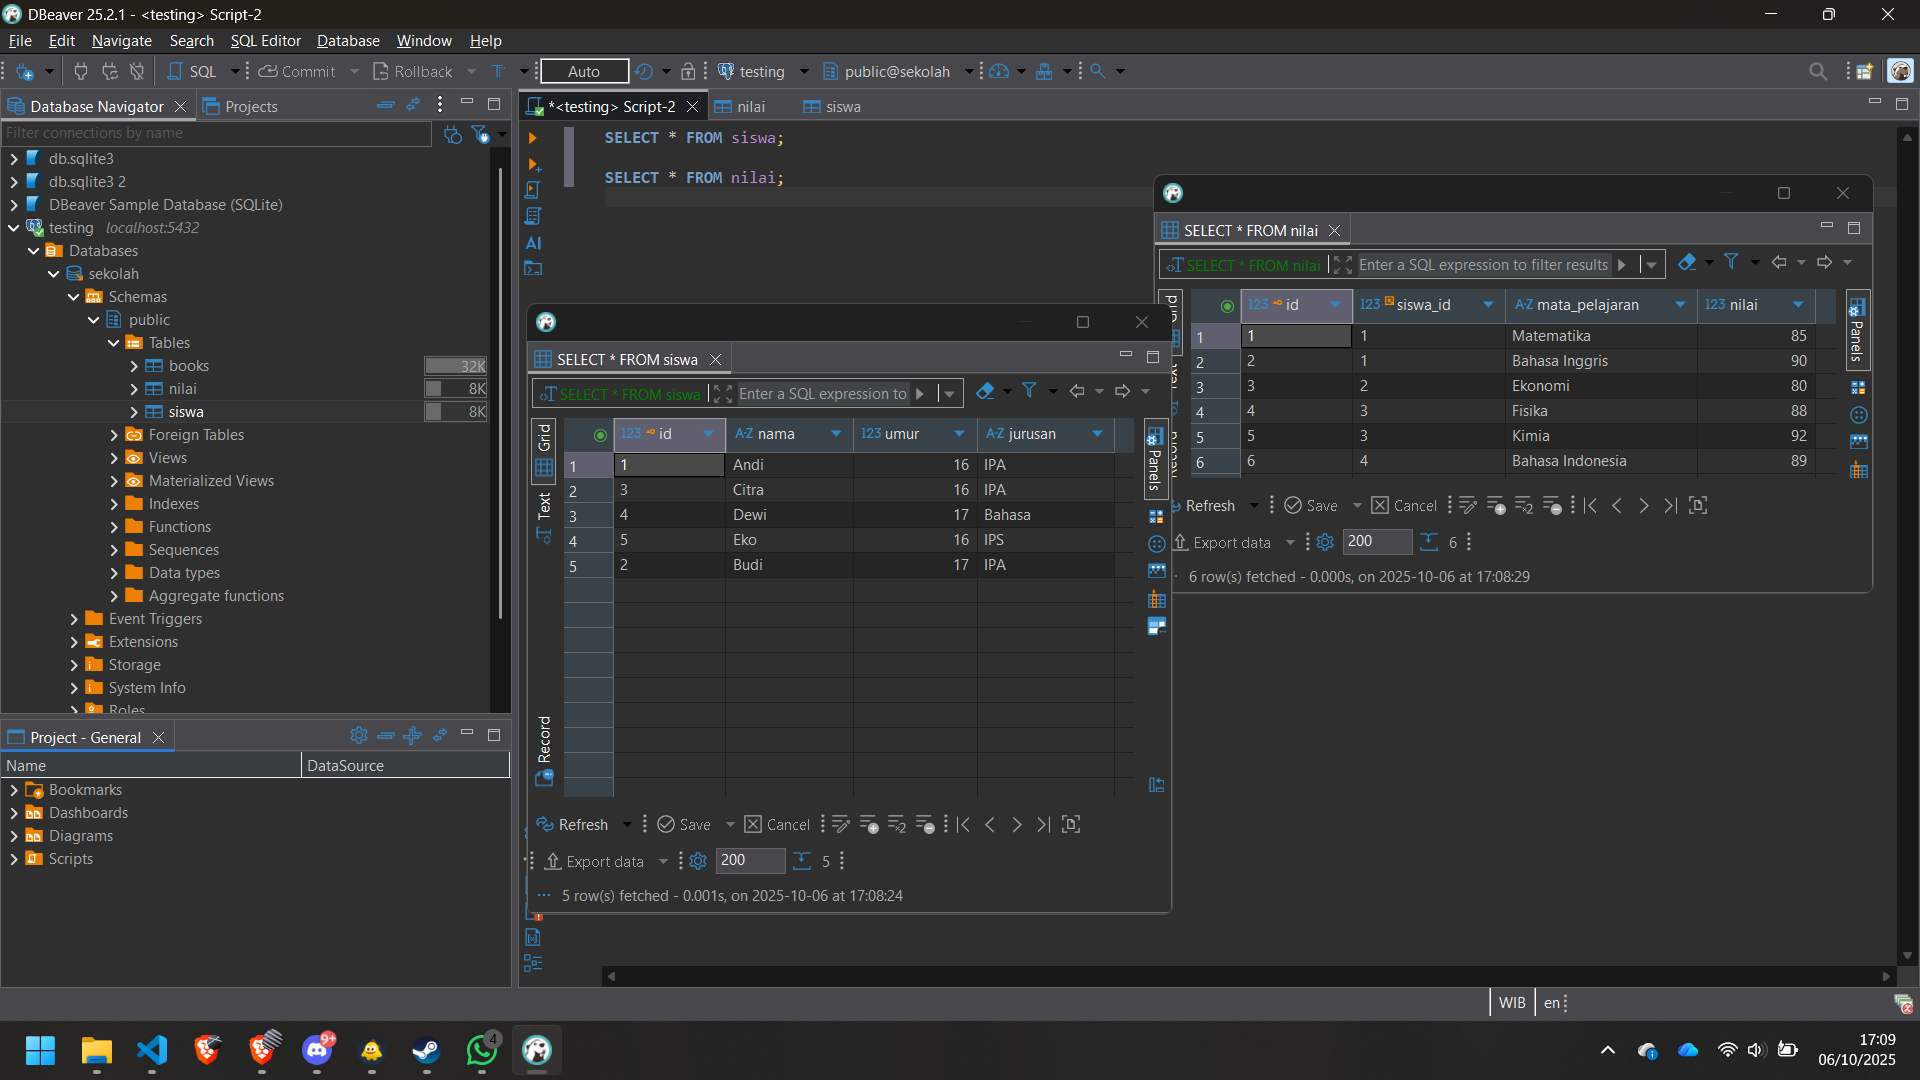 DBeaver 25.2.1 - <testing> Script-2
File Edit Navigate Search SQL Editor Database Window Help
SQL Commit Rollback T Auto testing public@sekolah
Database Navigator Projects
Filter connections by name
db.sqlite3
db.sqlite3 2
DBeaver Sample Database (SQLite)
testing localhost:5432
Databases
sekolah
Schemas
public
Tables
books 32K
nilai 8K
siswa 8K
Foreign Tables
Views
Materialized Views
Indexes
Functions
Sequences
Data types
Aggregate functions
Event Triggers
Extensions
Storage
System Info
Roles
Project - General
Name DataSource
Bookmarks
Dashboards
Diagrams
Scripts
*<testing> Script-2 nilai siswa
SELECT * FROM siswa;
SELECT * FROM nilai;
AI
SELECT * FROM siswa
SELECT * FROM siswa Enter a SQL expression to
Grid
Text
Record
Panels
123 id A-Z nama 123 umur A-Z jurusan
1 1 Andi 16 IPA
2 3 Citra 16 IPA
3 4 Dewi 17 Bahasa
4 5 Eko 16 IPS
5 2 Budi 17 IPA
Refresh Save Cancel
Export data 200 5
5 row(s) fetched - 0.001s, on 2025-10-06 at 17:08:24
SELECT * FROM nilai
SELECT * FROM nilai Enter a SQL expression to filter results
Panels
123 id 123 siswa_id A-Z mata_pelajaran 123 nilai
1 1 1 Matematika 85
2 2 1 Bahasa Inggris 90
3 3 2 Ekonomi 80
4 4 3 Fisika 88
5 5 3 Kimia 92
6 6 4 Bahasa Indonesia 89
Refresh Save Cancel
Export data 200 6
6 row(s) fetched - 0.000s, on 2025-10-06 at 17:08:29
WIB en
9+
4
17:09
06/10/2025